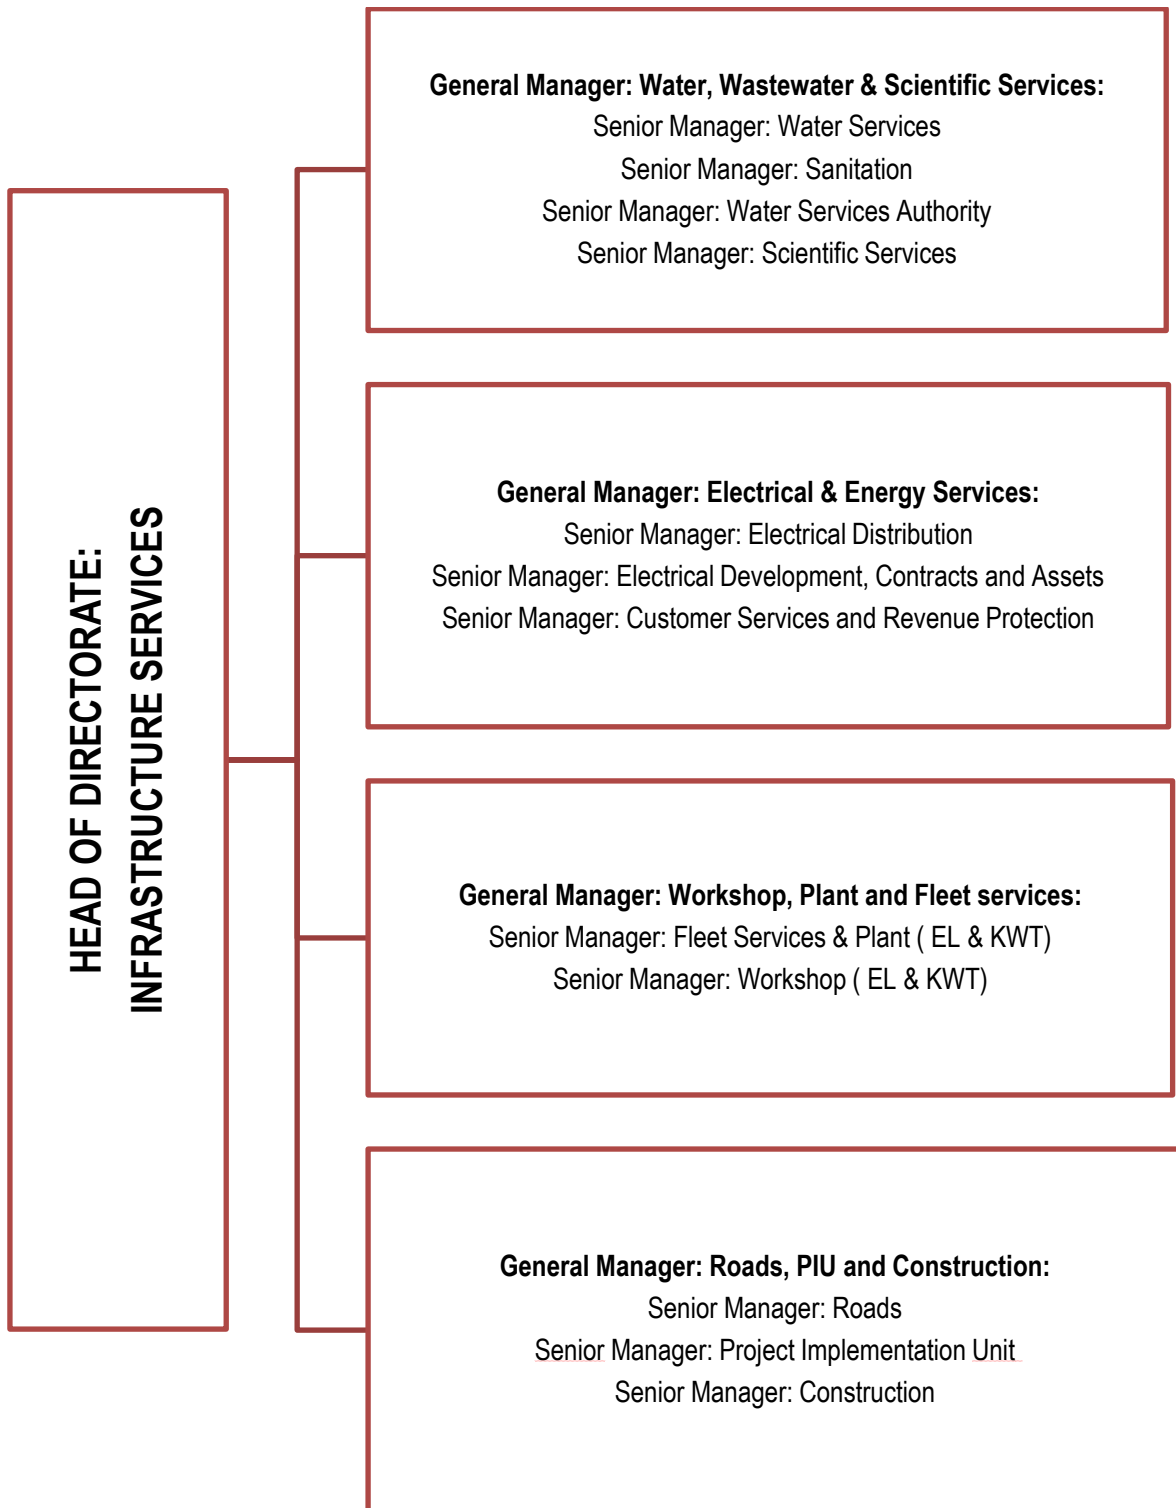 HEAD OF DIRECTORATE:
INFRASTRUCTURE SERVICES
General Manager: Water, Wastewater & Scientific Services:
Senior Manager: Water Services
Senior Manager: Sanitation
Senior Manager: Water Services Authority
Senior Manager: Scientific Services
General Manager: Electrical & Energy Services:
Senior Manager: Electrical Distribution
Senior Manager: Electrical Development, Contracts and Assets
Senior Manager: Customer Services and Revenue Protection
General Manager: Workshop, Plant and Fleet services:
Senior Manager: Fleet Services & Plant ( EL & KWT)
Senior Manager: Workshop ( EL & KWT)
General Manager: Roads, PIU and Construction:
Senior Manager: Roads
Senior Manager: Project Implementation Unit
Senior Manager: Construction